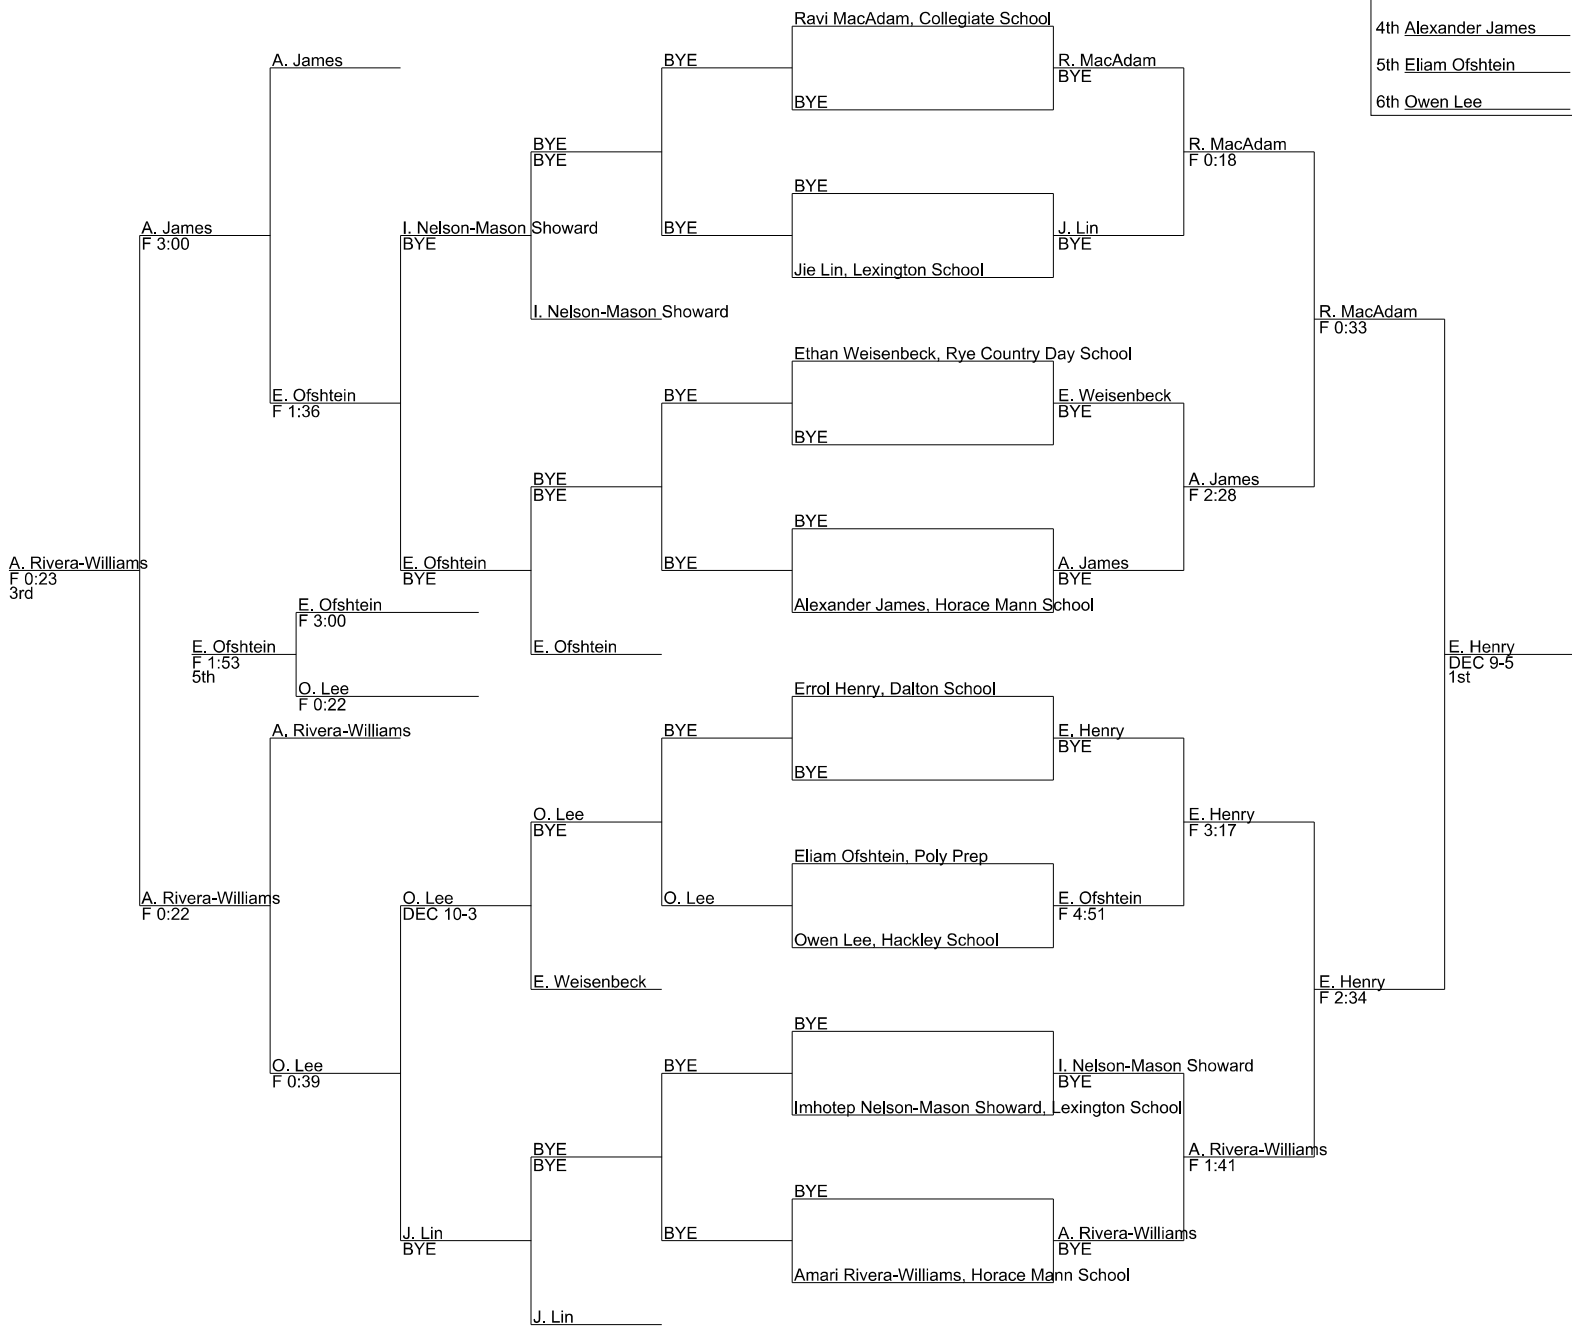 4th Alexander James
5th Eliam Ofshtein
6th Owen Lee
A. James
A. James
F 3:00
E. Ofshtein
F 1:36
A. Rivera-Williams
F 0:23
3rd
E. Ofshtein
F 3:00
E. Ofshtein
F 1:53
5th
O. Lee
F 0:22
A. Rivera-Williams
A. Rivera-Williams
F 0:22
O. Lee
F 0:39
I. Nelson-Mason Showard
BYE
E. Ofshtein
BYE
O. Lee
DEC 10-3
J. Lin
BYE
BYE
BYE
I. Nelson-Mason Showard
BYE
BYE
E. Ofshtein
O. Lee
BYE
E. Weisenbeck
BYE
BYE
J. Lin
BYE
BYE
BYE
BYE
BYE
O. Lee
BYE
BYE
Ravi MacAdam, Collegiate School
BYE
BYE
Jie Lin, Lexington School
Ethan Weisenbeck, Rye Country Day School
BYE
BYE
Alexander James, Horace Mann School
Errol Henry, Dalton School
BYE
Eliam Ofshtein, Poly Prep
Owen Lee, Hackley School
BYE
Imhotep Nelson-Mason Showard, Lexington School
BYE
Amari Rivera-Williams, Horace Mann School
R. MacAdam
BYE
J. Lin
BYE
E. Weisenbeck
BYE
A. James
BYE
E. Henry
BYE
E. Ofshtein
F 4:51
I. Nelson-Mason Showard
BYE
A. Rivera-Williams
BYE
R. MacAdam
F 0:18
A. James
F 2:28
E. Henry
F 3:17
A. Rivera-Williams
F 1:41
R. MacAdam
F 0:33
E. Henry
F 2:34
E. Henry
DEC 9-5
1st